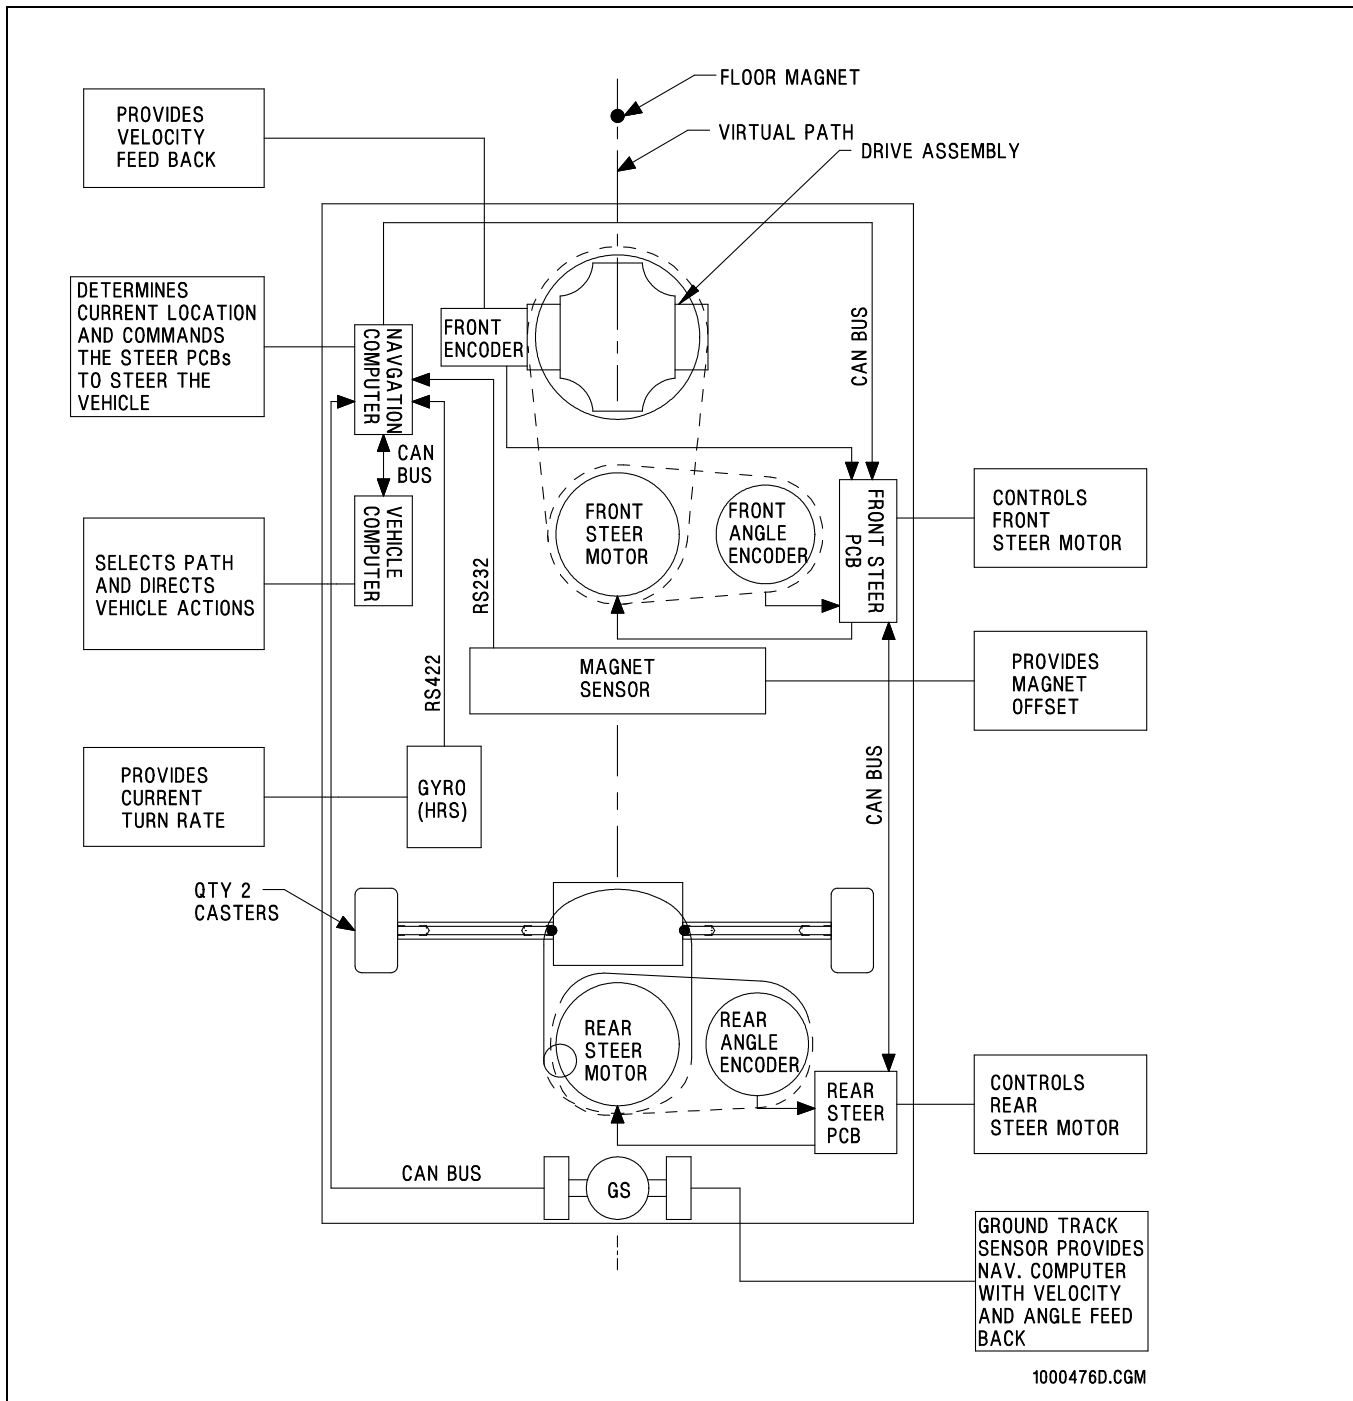 FLOOR MAGNET
VIRTUAL PATH
DRIVE ASSEMBLY
PROVIDES
VELOCITY
FEED BACK
DETERMINES
CURRENT LOCATION
AND COMMANDS
THE STEER PCBs
TO STEER THE
VEHICLE
NAVGATION
COMPUTER
FRONT
ENCODER
CAN BUS
CAN
BUS
VEHICLE
COMPUTER
SELECTS PATH
AND DIRECTS
VEHICLE ACTIONS
RS232
FRONT
STEER
MOTOR
FRONT
ANGLE
ENCODER
FRONT STEER
PCB
CONTROLS
FRONT
STEER MOTOR
RS422
MAGNET
SENSOR
PROVIDES
MAGNET
OFFSET
PROVIDES
CURRENT
TURN RATE
GYRO
(HRS)
CAN BUS
QTY 2
CASTERS
REAR
STEER
MOTOR
REAR
ANGLE
ENCODER
REAR
STEER
PCB
CONTROLS
REAR
STEER MOTOR
CAN BUS
GS
GROUND TRACK
SENSOR PROVIDES
NAV. COMPUTER
WITH VELOCITY
AND ANGLE FEED
BACK
1000476D.CGM